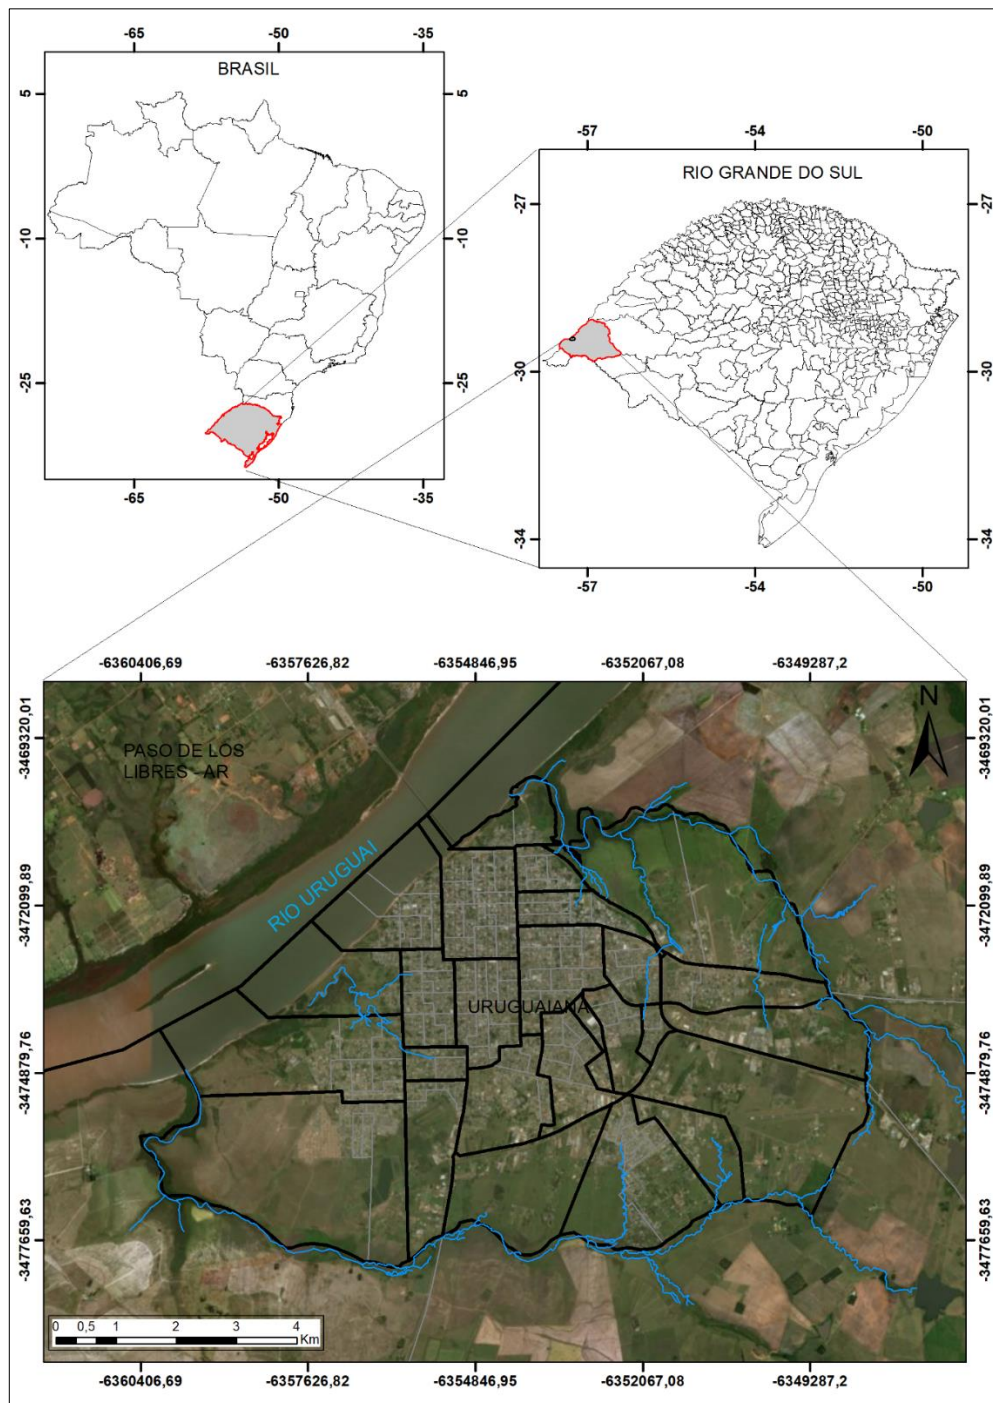 -65 -50 -35
BRASIL
5 5
-10 -10
-25 -25
-65 -50 -35
-57 -54 -50
RIO GRANDE DO SUL
-27 -27
-30 -30
-34 -34
-57 -54 -50
-6360406,69 -6357626,82 -6354846,95 -6352067,08 -6349287,2
N
-3469320,01 -3469320,01
PASO DE LOS
LIBRES - AR
RIO URUGUAI
-3472099,89 -3472099,89
URUGUAIANA
-3474879,76 -3474879,76
-3477659,63 -3477659,63
0 0,5 1 2 3 4
Km
-6360406,69 -6357626,82 -6354846,95 -6352067,08 -6349287,2